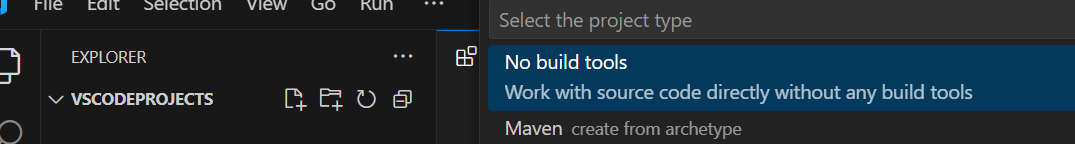 File Edit Selection View Go Run ...
Select the project type
EXPLORER ...
No build tools
VSCODEPROJECTS
Work with source code directly without any build tools
Maven create from archetype